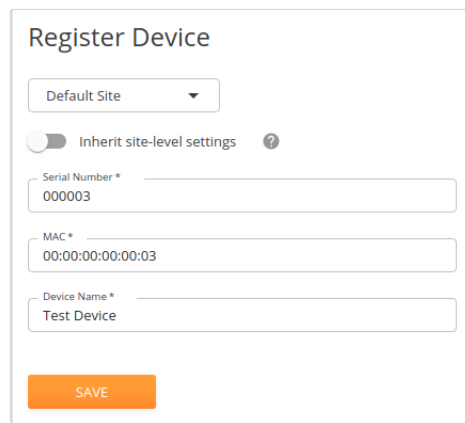 Register Device
Default Site
Inherit site-level settings ?
Serial Number *
000003
MAC *
00:00:00:00:00:03
Device Name *
Test Device
SAVE